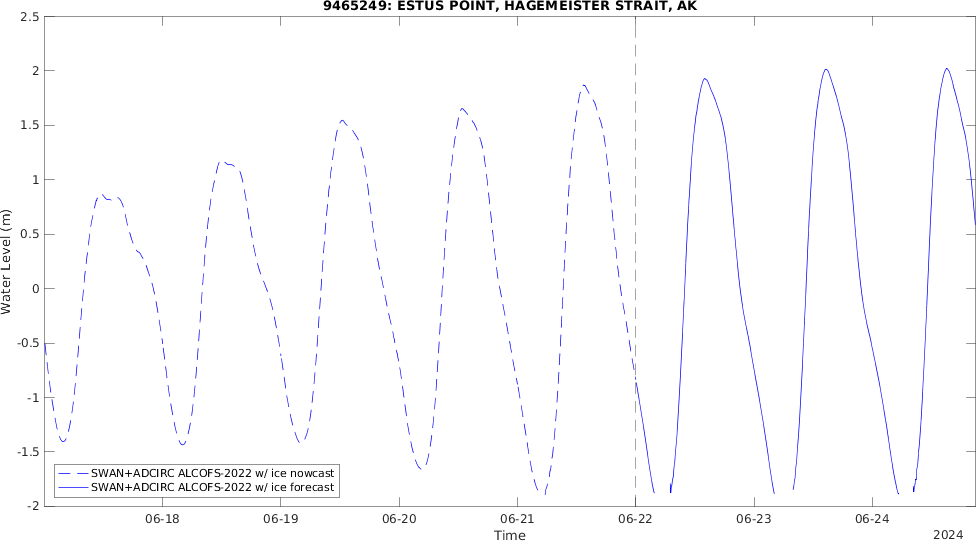 9465249: ESTUS POINT, HAGEMEISTER STRAIT, AK
2.5
2
1.5
1
0.5
0
-0.5
-1
-1.5
-2
Water Level (m)
SWAN+ADCIRC ALCOFS-2022 w/ ice nowcast
SWAN+ADCIRC ALCOFS-2022 w/ ice forecast
06-18 06-19 06-20 06-21 06-22 06-23 06-24
Time
2024